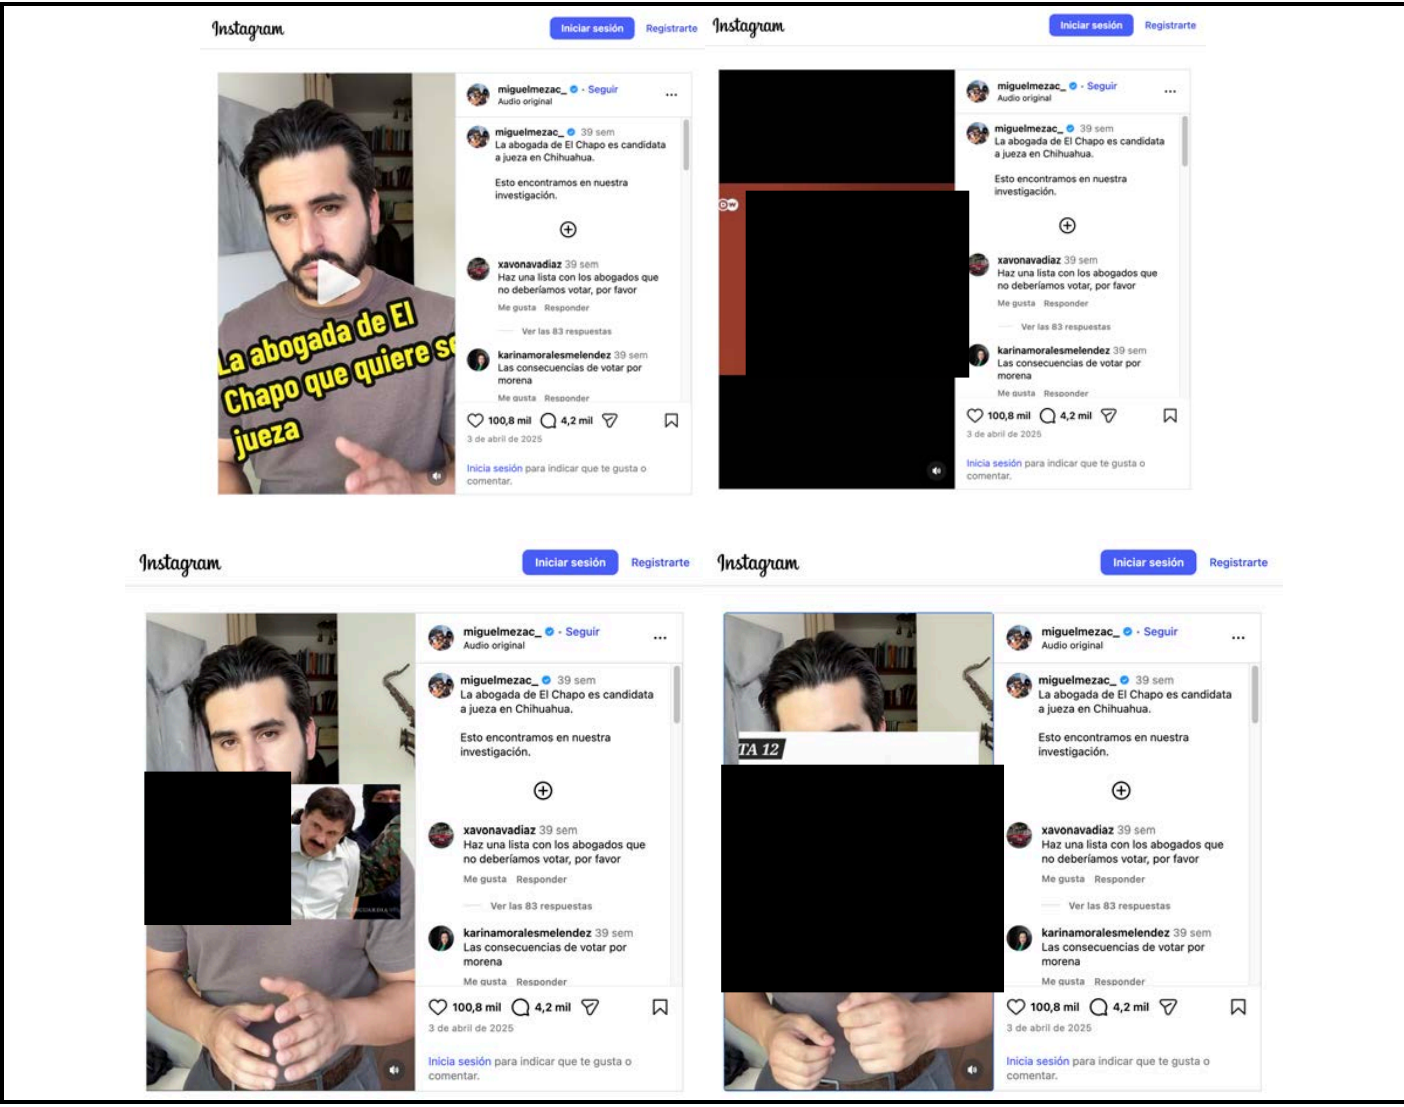 Instagram
Iniciar sesión
Registrarte
La abogada de El
Chapo que quiere se
jueza
miguelmezac_ · Seguir
Audio original
miguelmezac_ 39 sem
La abogada de El Chapo es candidata
a jueza en Chihuahua.
Esto encontramos en nuestra
investigación.
xavonavadiaz 39 sem
Haz una lista con los abogados que
no deberíamos votar, por favor
Me gusta Responder
Ver las 83 respuestas
karinamoralesmelendez 39 sem
Las consecuencias de votar por
morena
Me gusta Responder
100,8 mil 4,2 mil
3 de abril de 2025
Inicia sesión para indicar que te gusta o
comentar.
Instagram
Iniciar sesión
Registrarte
DW
miguelmezac_ · Seguir
Audio original
miguelmezac_ 39 sem
La abogada de El Chapo es candidata
a jueza en Chihuahua.
Esto encontramos en nuestra
investigación.
xavonavadiaz 39 sem
Haz una lista con los abogados que
no deberíamos votar, por favor
Me gusta Responder
Ver las 83 respuestas
karinamoralesmelendez 39 sem
Las consecuencias de votar por
morena
Me gusta Responder
100,8 mil 4,2 mil
3 de abril de 2025
Inicia sesión para indicar que te gusta o
comentar.
Instagram
Iniciar sesión
Registrarte
miguelmezac_ · Seguir
Audio original
miguelmezac_ 39 sem
La abogada de El Chapo es candidata
a jueza en Chihuahua.
Esto encontramos en nuestra
investigación.
xavonavadiaz 39 sem
Haz una lista con los abogados que
no deberíamos votar, por favor
Me gusta Responder
Ver las 83 respuestas
karinamoralesmelendez 39 sem
Las consecuencias de votar por
morena
Me gusta Responder
100,8 mil 4,2 mil
3 de abril de 2025
Inicia sesión para indicar que te gusta o
comentar.
Instagram
Iniciar sesión
Registrarte
TA 12
miguelmezac_ · Seguir
Audio original
miguelmezac_ 39 sem
La abogada de El Chapo es candidata
a jueza en Chihuahua.
Esto encontramos en nuestra
investigación.
xavonavadiaz 39 sem
Haz una lista con los abogados que
no deberíamos votar, por favor
Me gusta Responder
Ver las 83 respuestas
karinamoralesmelendez 39 sem
Las consecuencias de votar por
morena
Me gusta Responder
100,8 mil 4,2 mil
3 de abril de 2025
Inicia sesión para indicar que te gusta o
comentar.